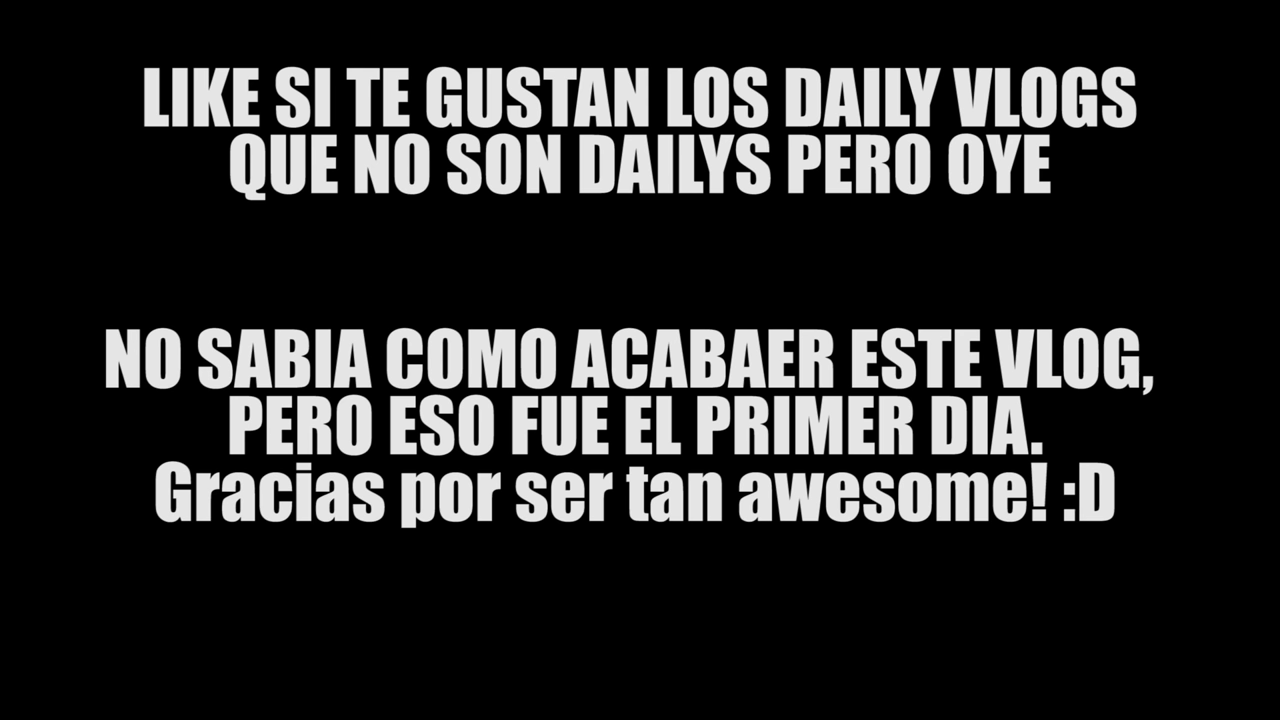 LIKE SI TE GUSTAN LOS DAILY VLOGS
QUE NO SON DAILYS PERO OYE
NO SABIA COMO ACABAER ESTE VLOG,
PERO ESO FUE EL PRIMER DIA.
Gracias por ser tan awesome! :D